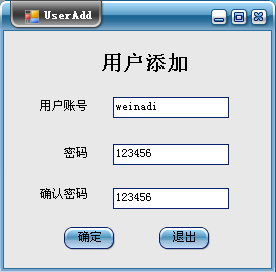 UserAdd
用户添加
用户账号 weinadi
密码 123456
确认密码 123456
确定 退出